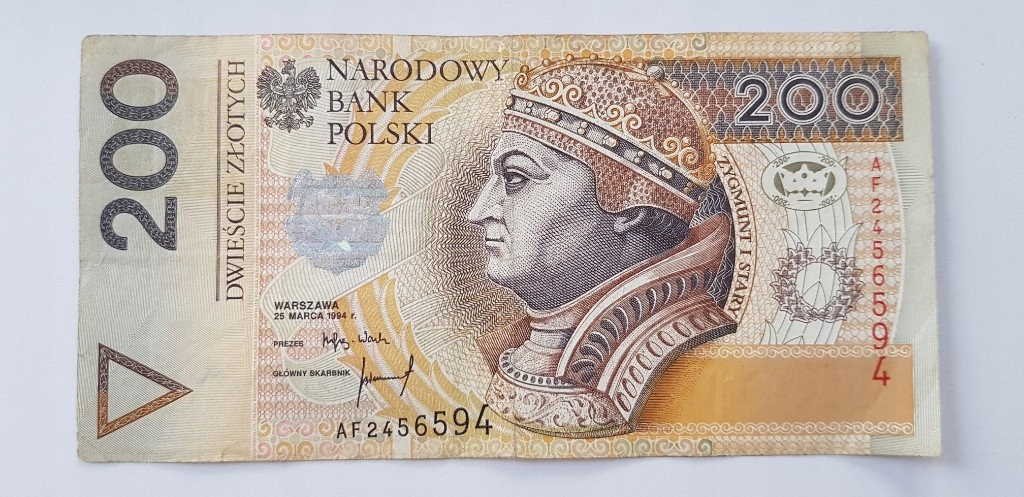 200
DWIEŚCIE ZŁOTYCH
NARODOWY
BANK
POLSKI
200
ZYGMUNT I STARY
AF2456594
WARSZAWA
25 MARCA 1994 r.
PREZES
GŁÓWNY SKARBNIK
AF2456594